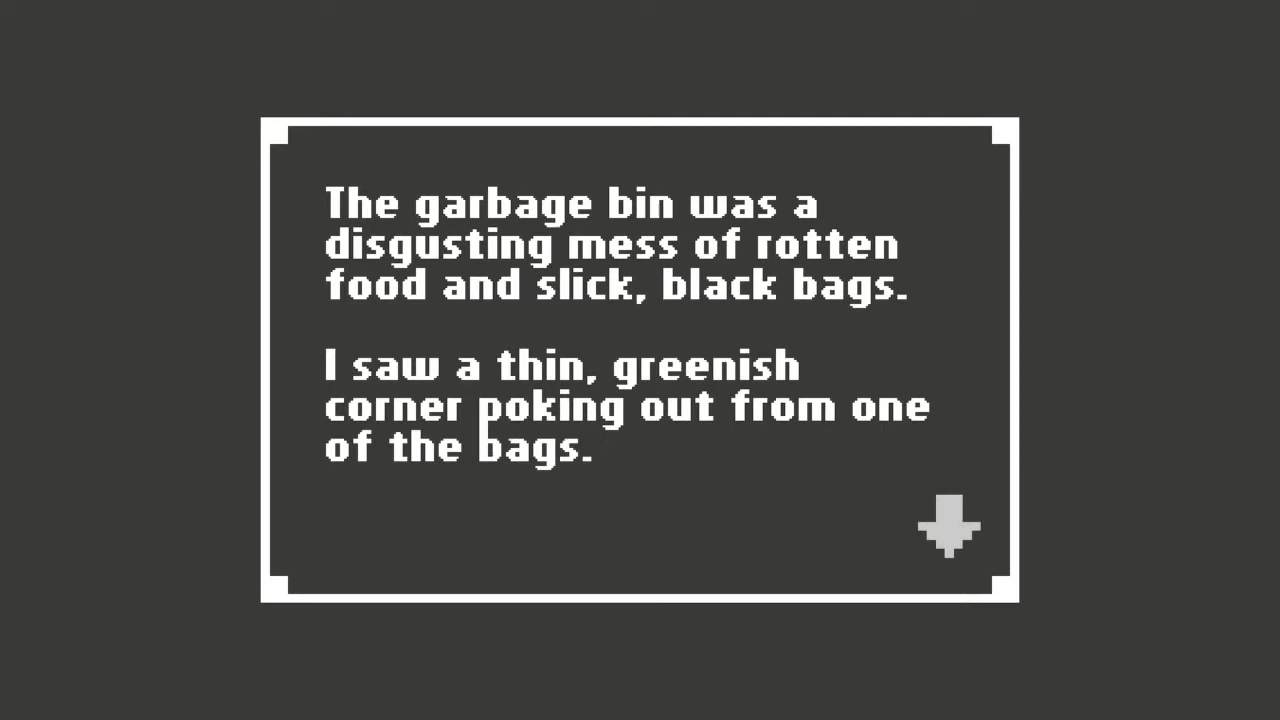 The garbage bin was a
disgusting mess of rotten
food and slick, black bags.
I saw a thin, greenish
corner poking out from one
of the bags.